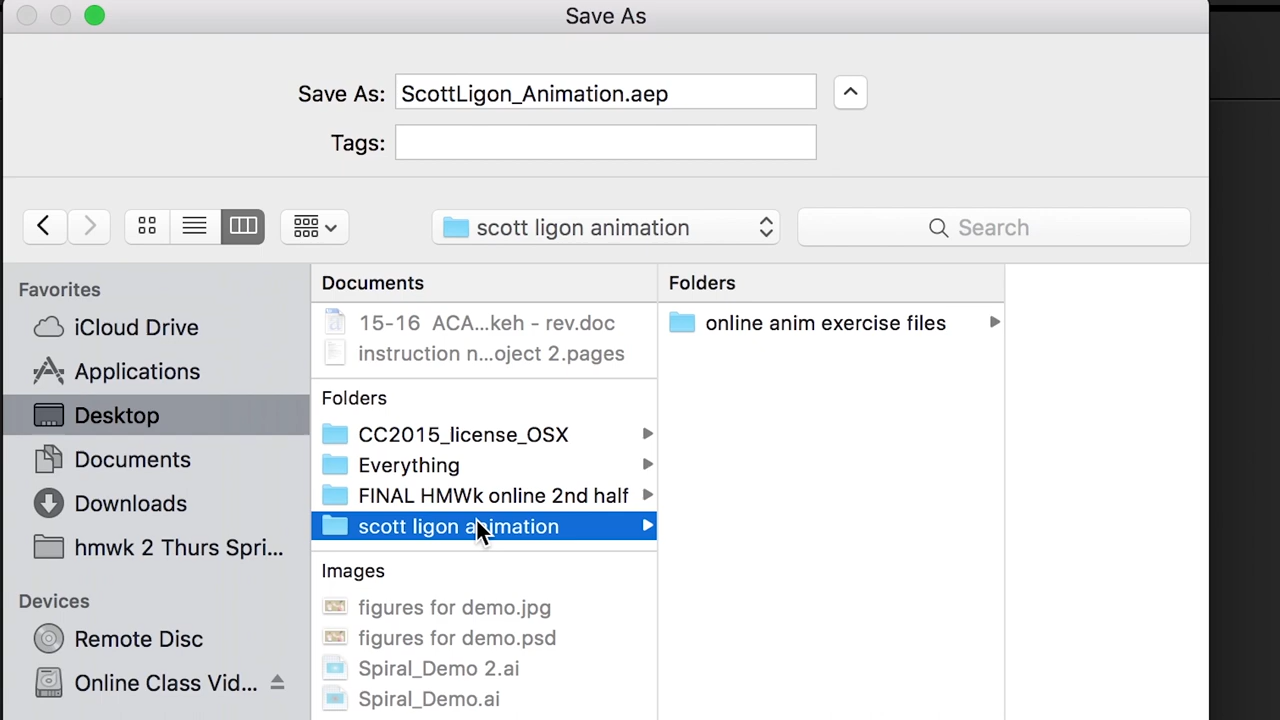 Save As
Save As: ScottLigon_Animation.aep
Tags:
scott ligon animation
Search
Favorites
iCloud Drive
Applications
Desktop
Documents
Downloads
hmwk 2 Thurs Spri...
Devices
Remote Disc
Online Class Vid...
Documents
15-16 ACA...keh - rev.doc
instruction n...oject 2.pages
Folders
CC2015_license_OSX
Everything
FINAL HMWk online 2nd half
scott ligon animation
Images
figures for demo.jpg
figures for demo.psd
Spiral_Demo 2.ai
Spiral_Demo.ai
Folders
online anim exercise files